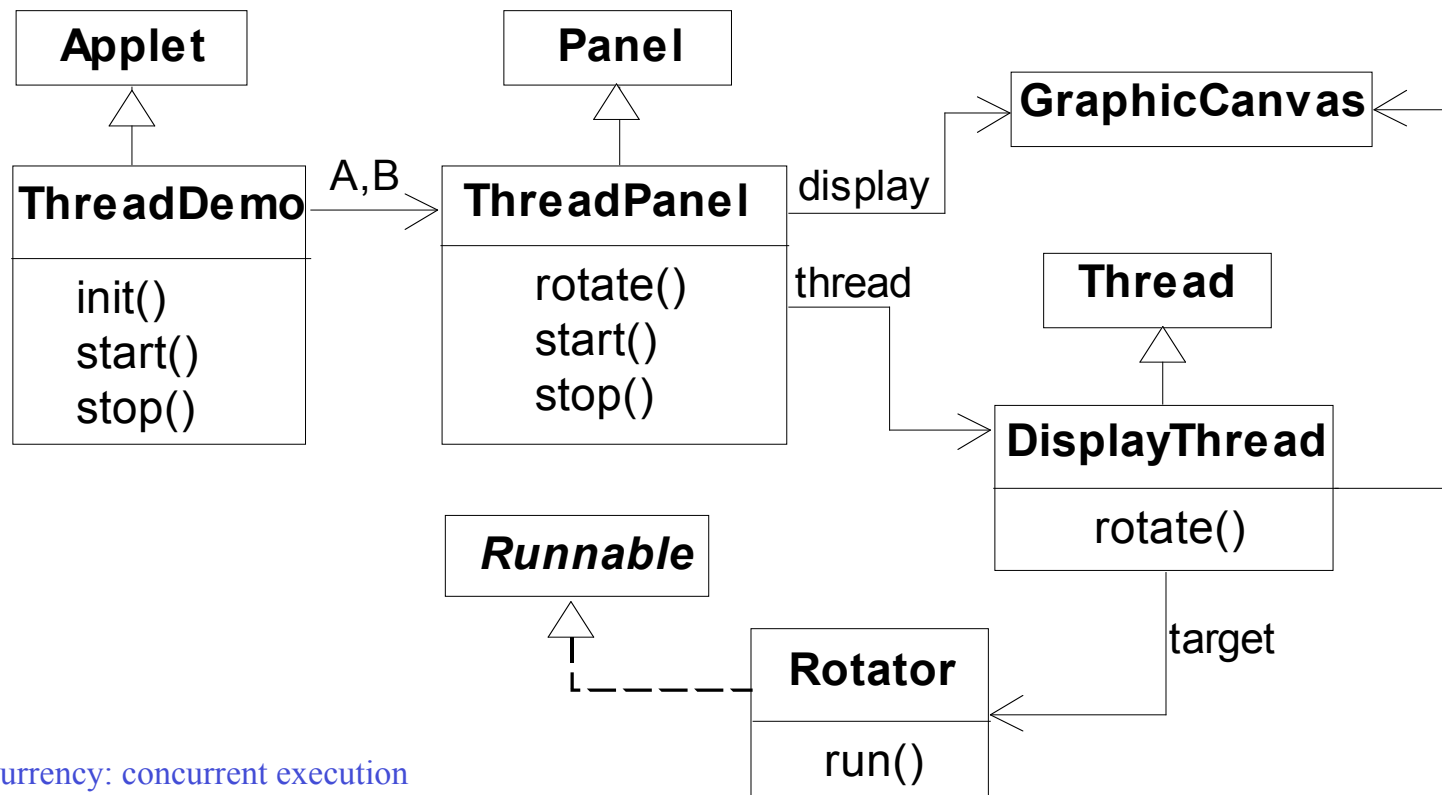 Applet
Panel
GraphicCanvas
ThreadDemo
A,B
ThreadPanel
display
init()
start()
stop()
rotate()
start()
stop()
thread
Thread
DisplayThread
rotate()
Runnable
target
Rotator
run()
urrency: concurrent execution